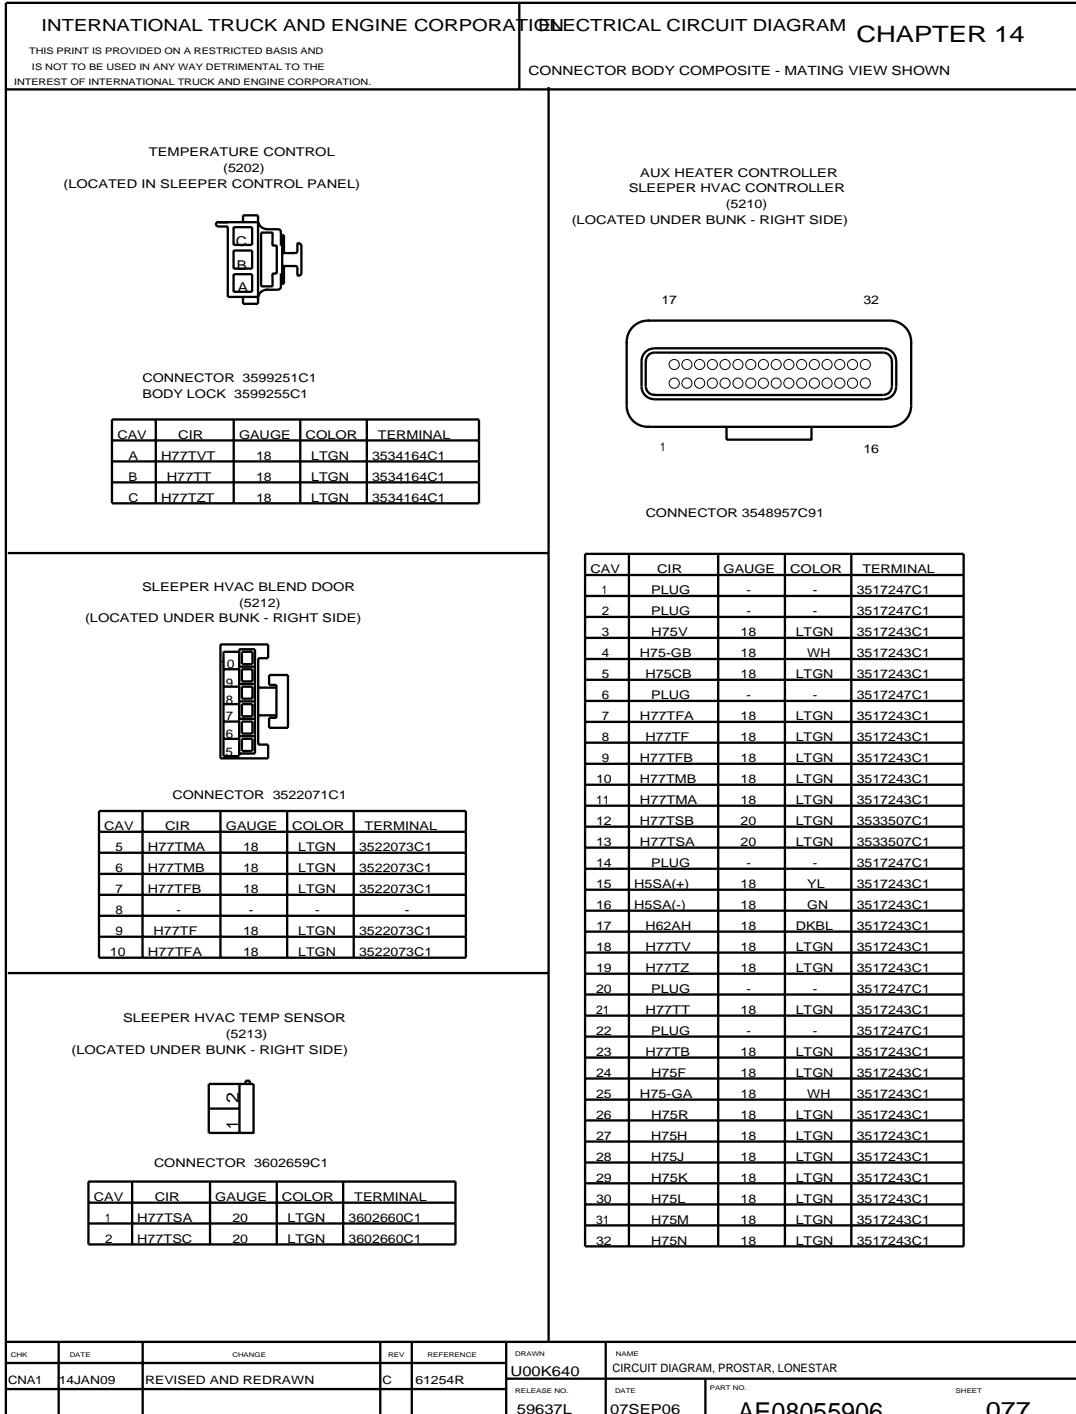 INTERNATIONAL TRUCK AND ENGINE CORPORATION
THIS PRINT IS PROVIDED ON A RESTRICTED BASIS AND
IS NOT TO BE USED IN ANY WAY DETRIMENTAL TO THE
INTEREST OF INTERNATIONAL TRUCK AND ENGINE CORPORATION.
ELECTRICAL CIRCUIT DIAGRAM CHAPTER 14
CONNECTOR BODY COMPOSITE - MATING VIEW SHOWN
TEMPERATURE CONTROL
(5202)
(LOCATED IN SLEEPER CONTROL PANEL)
C
B
A
CONNECTOR 3599251C1
BODY LOCK 3599255C1
CAV CIR GAUGE COLOR TERMINAL
A H77TVT 18 LTGN 3534164C1
B H77TT 18 LTGN 3534164C1
C H77TZT 18 LTGN 3534164C1
SLEEPER HVAC BLEND DOOR
(5212)
(LOCATED UNDER BUNK - RIGHT SIDE)
10
9
8
7
6
5
CONNECTOR 3522071C1
CAV CIR GAUGE COLOR TERMINAL
5 H77TMA 18 LTGN 3522073C1
6 H77TMB 18 LTGN 3522073C1
7 H77TFB 18 LTGN 3522073C1
8 - - - -
9 H77TF 18 LTGN 3522073C1
10 H77TFA 18 LTGN 3522073C1
SLEEPER HVAC TEMP SENSOR
(5213)
(LOCATED UNDER BUNK - RIGHT SIDE)
2
1
CONNECTOR 3602659C1
CAV CIR GAUGE COLOR TERMINAL
1 H77TSA 20 LTGN 3602660C1
2 H77TSC 20 LTGN 3602660C1
AUX HEATER CONTROLLER
SLEEPER HVAC CONTROLLER
(5210)
(LOCATED UNDER BUNK - RIGHT SIDE)
17 32
1 16
CONNECTOR 3548957C91
CAV CIR GAUGE COLOR TERMINAL
1 PLUG - - 3517247C1
2 PLUG - - 3517247C1
3 H75V 18 LTGN 3517243C1
4 H75-GB 18 WH 3517243C1
5 H75CB 18 LTGN 3517243C1
6 PLUG - - 3517247C1
7 H77TFA 18 LTGN 3517243C1
8 H77TF 18 LTGN 3517243C1
9 H77TFB 18 LTGN 3517243C1
10 H77TMB 18 LTGN 3517243C1
11 H77TMA 18 LTGN 3517243C1
12 H77TSB 20 LTGN 3533507C1
13 H77TSA 20 LTGN 3533507C1
14 PLUG - - 3517247C1
15 H5SA(+) 18 YL 3517243C1
16 H5SA(-) 18 GN 3517243C1
17 H62AH 18 DKBL 3517243C1
18 H77TV 18 LTGN 3517243C1
19 H77TZ 18 LTGN 3517243C1
20 PLUG - - 3517247C1
21 H77TT 18 LTGN 3517243C1
22 PLUG - - 3517247C1
23 H77TB 18 LTGN 3517243C1
24 H75F 18 LTGN 3517243C1
25 H75-GA 18 WH 3517243C1
26 H75R 18 LTGN 3517243C1
27 H75H 18 LTGN 3517243C1
28 H75J 18 LTGN 3517243C1
29 H75K 18 LTGN 3517243C1
30 H75L 18 LTGN 3517243C1
31 H75M 18 LTGN 3517243C1
32 H75N 18 LTGN 3517243C1
CHK DATE CHANGE REV REFERENCE
CNA1 14JAN09 REVISED AND REDRAWN C 61254R
DRAWN
U00K640
NAME
CIRCUIT DIAGRAM, PROSTAR, LONESTAR
RELEASE NO. DATE PART NO. SHEET
59637L 07SEP06 AE08055906 077